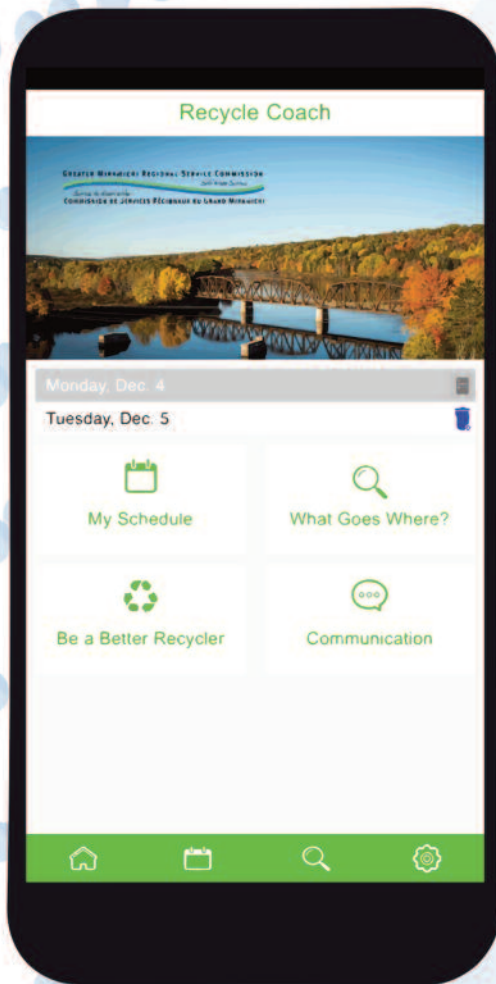 Recycle Coach
GREATER MIRAMICHI REGIONAL SERVICE COMMISSION
COMMISSION DE SERVICES RÉGIONAUX DU GRAND MIRAMICHI
Monday, Dec. 4
Tuesday, Dec. 5
My Schedule
What Goes Where?
Be a Better Recycler
Communication